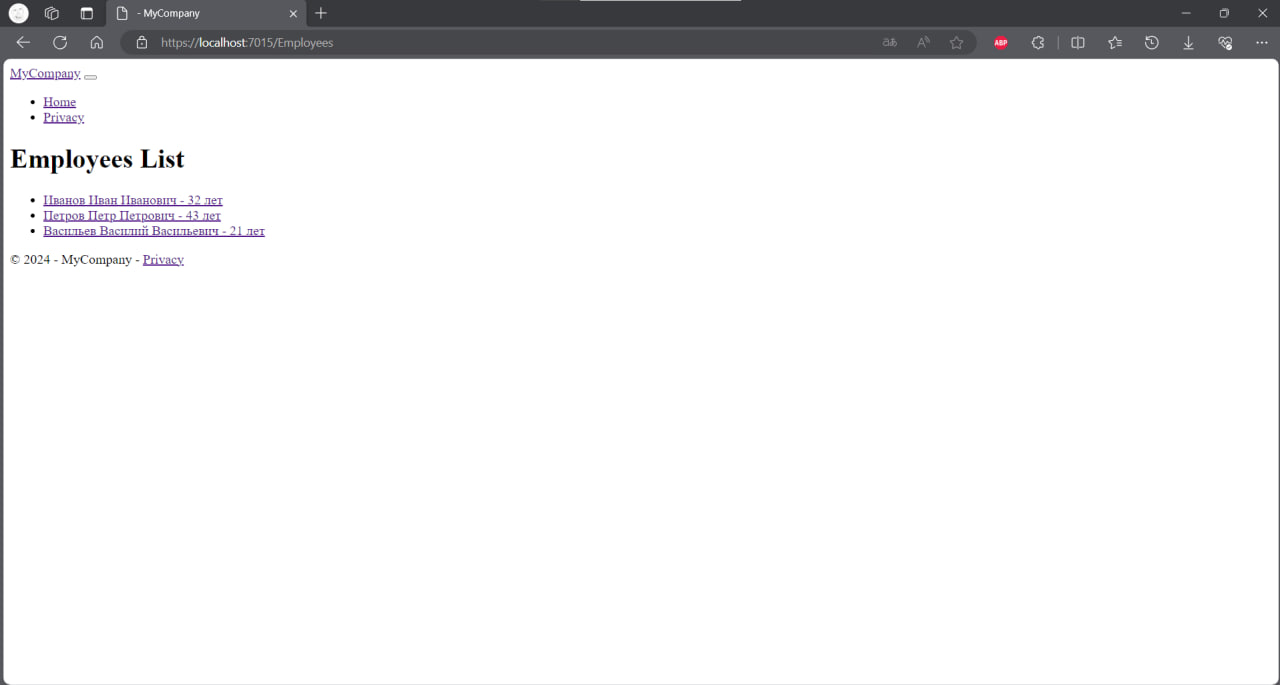 - MyCompany
https://localhost:7015/Employees
ABP
MyCompany
Home
Privacy
Employees List
Иванов Иван Иванович - 32 лет
Петров Петр Петрович - 43 лет
Васильев Василий Васильевич - 21 лет
© 2024 - MyCompany - Privacy